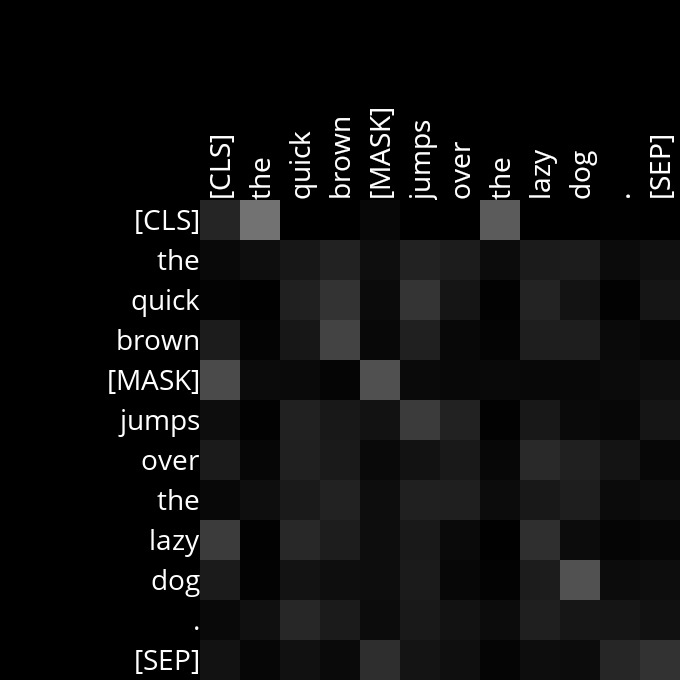 [CLS] the quick brown [MASK] jumps over the lazy dog . [SEP]
[CLS]
the
quick
brown
[MASK]
jumps
over
the
lazy
dog
.
[SEP]